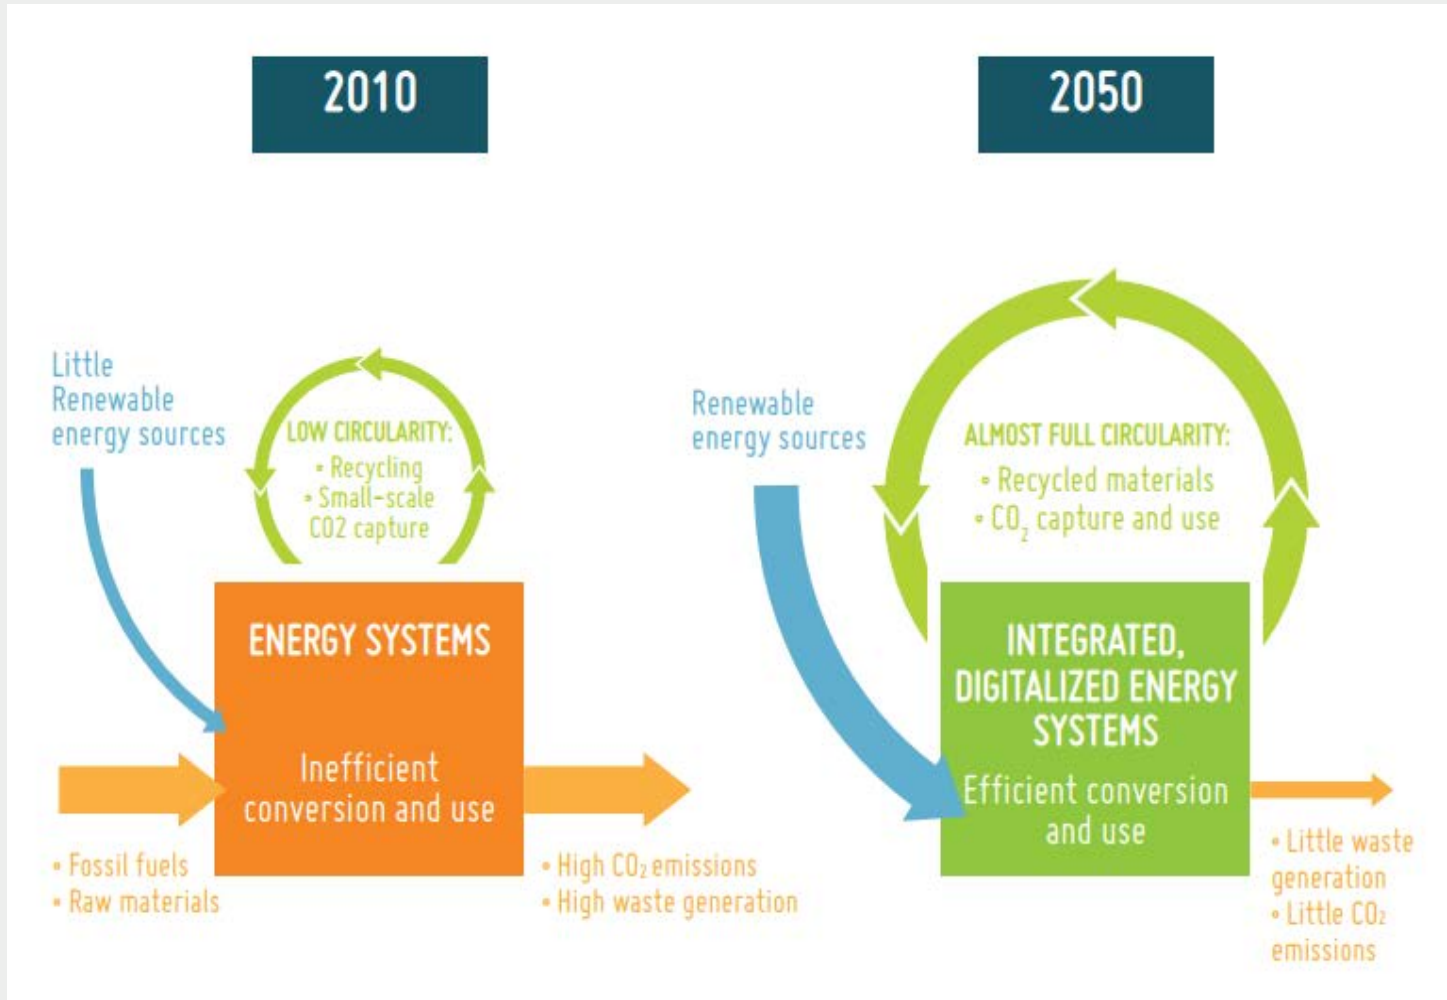 2010
Little
Renewable
energy sources
LOW CIRCULARITY:
• Recycling
• Small-scale
CO2 capture
ENERGY SYSTEMS
Inefficient
conversion and use
• Fossil fuels
• Raw materials
• High CO₂ emissions
• High waste generation
2050
Renewable
energy sources
ALMOST FULL CIRCULARITY:
• Recycled materials
• CO₂ capture and use
INTEGRATED,
DIGITALIZED ENERGY
SYSTEMS
Efficient conversion
and use
• Little waste
generation
• Little CO₂
emissions